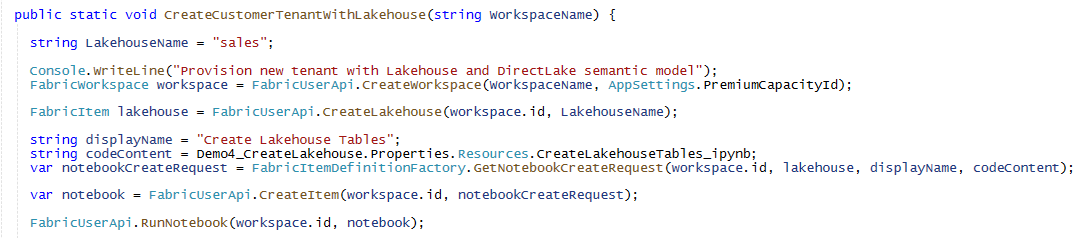 public static void CreateCustomerTenantWithLakehouse(string WorkspaceName) {
string LakehouseName = "sales";
Console.WriteLine("Provision new tenant with Lakehouse and DirectLake semantic model");
FabricWorkspace workspace = FabricUserApi.CreateWorkspace(WorkspaceName, AppSettings.PremiumCapacityId);
FabricItem lakehouse = FabricUserApi.CreateLakehouse(workspace.id, LakehouseName);
string displayName = "Create Lakehouse Tables";
string codeContent = Demo4_CreateLakehouse.Properties.Resources.CreateLakehouseTables_ipynb;
var notebookCreateRequest = FabricItemDefinitionFactory.GetNotebookCreateRequest(workspace.id, lakehouse, displayName, codeContent);
var notebook = FabricUserApi.CreateItem(workspace.id, notebookCreateRequest);
FabricUserApi.RunNotebook(workspace.id, notebook);